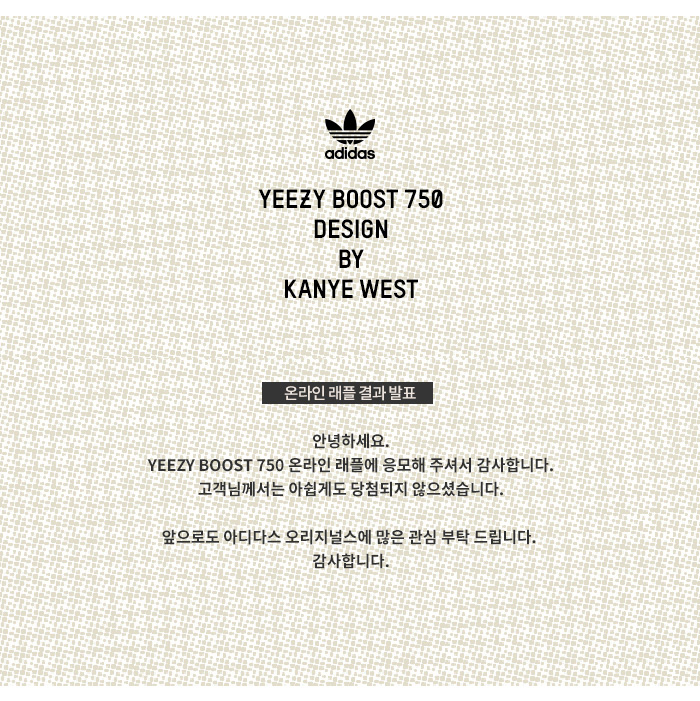 adidas
YEEZY BOOST 750
DESIGN
BY
KANYE WEST
온라인 래플 결과 발표
안녕하세요.
YEEZY BOOST 750 온라인 래플에 응모해 주셔서 감사합니다.
고객님께서는 아쉽게도 당첨되지 않으셨습니다.
앞으로도 아디다스 오리지널스에 많은 관심 부탁 드립니다.
감사합니다.